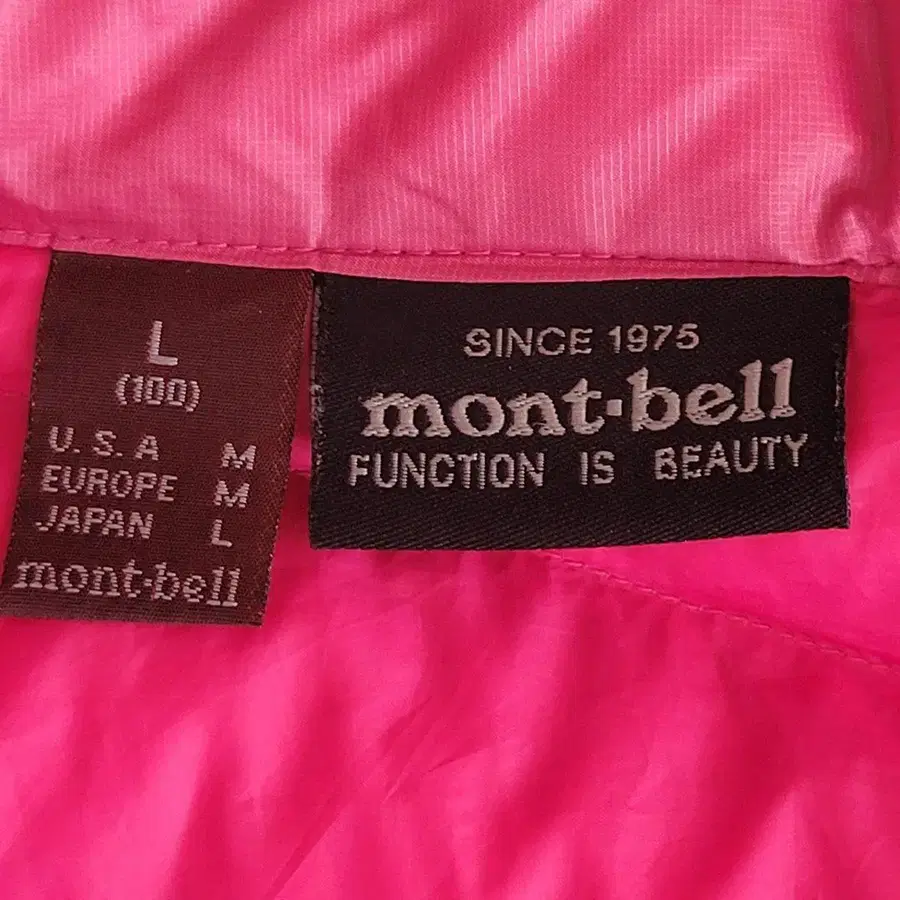 L
(100)
U.S.A M
EUROPE M
JAPAN L
mont·bell
SINCE 1975
mont·bell
FUNCTION IS BEAUTY